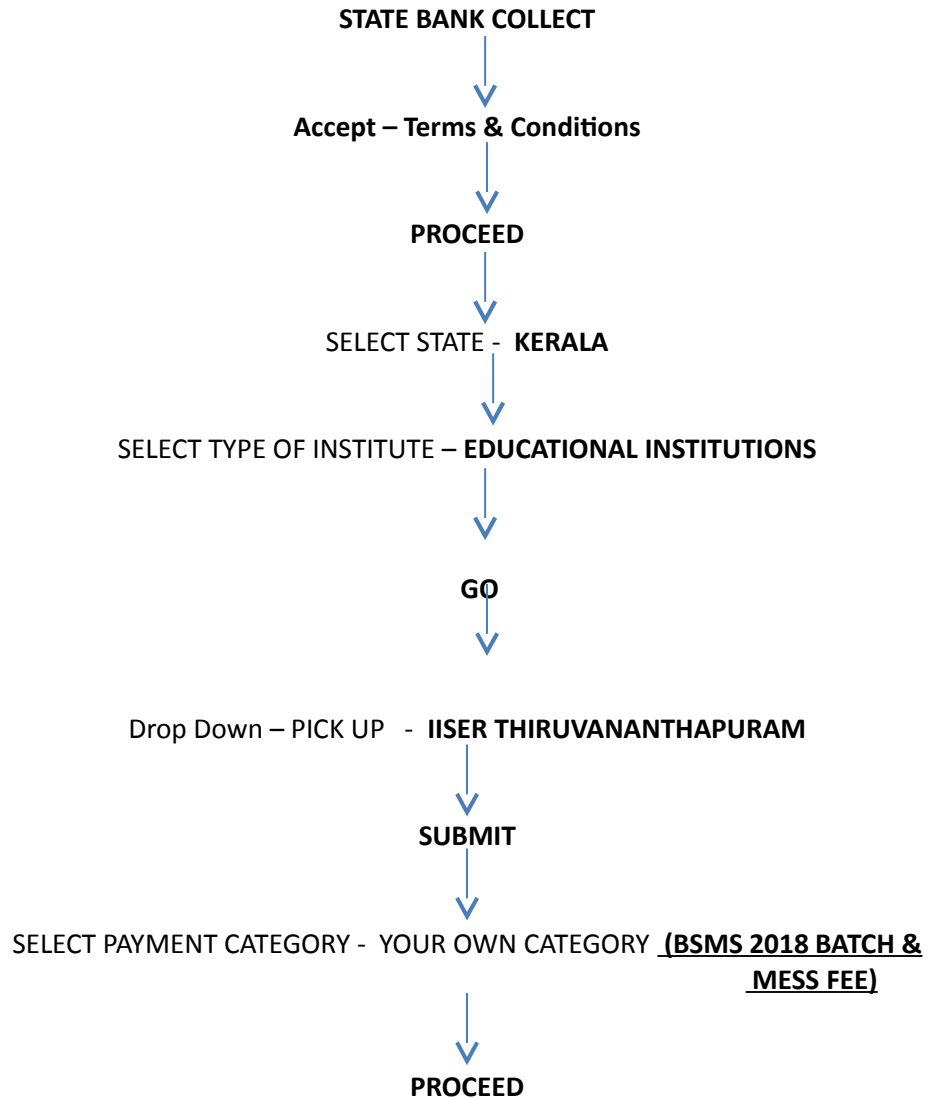 STATE BANK COLLECT
Accept – Terms & Conditions
PROCEED
SELECT STATE - KERALA
SELECT TYPE OF INSTITUTE – EDUCATIONAL INSTITUTIONS
GO
Drop Down – PICK UP - IISER THIRUVANANTHAPURAM
SUBMIT
SELECT PAYMENT CATEGORY - YOUR OWN CATEGORY (BSMS 2018 BATCH &
MESS FEE)
PROCEED